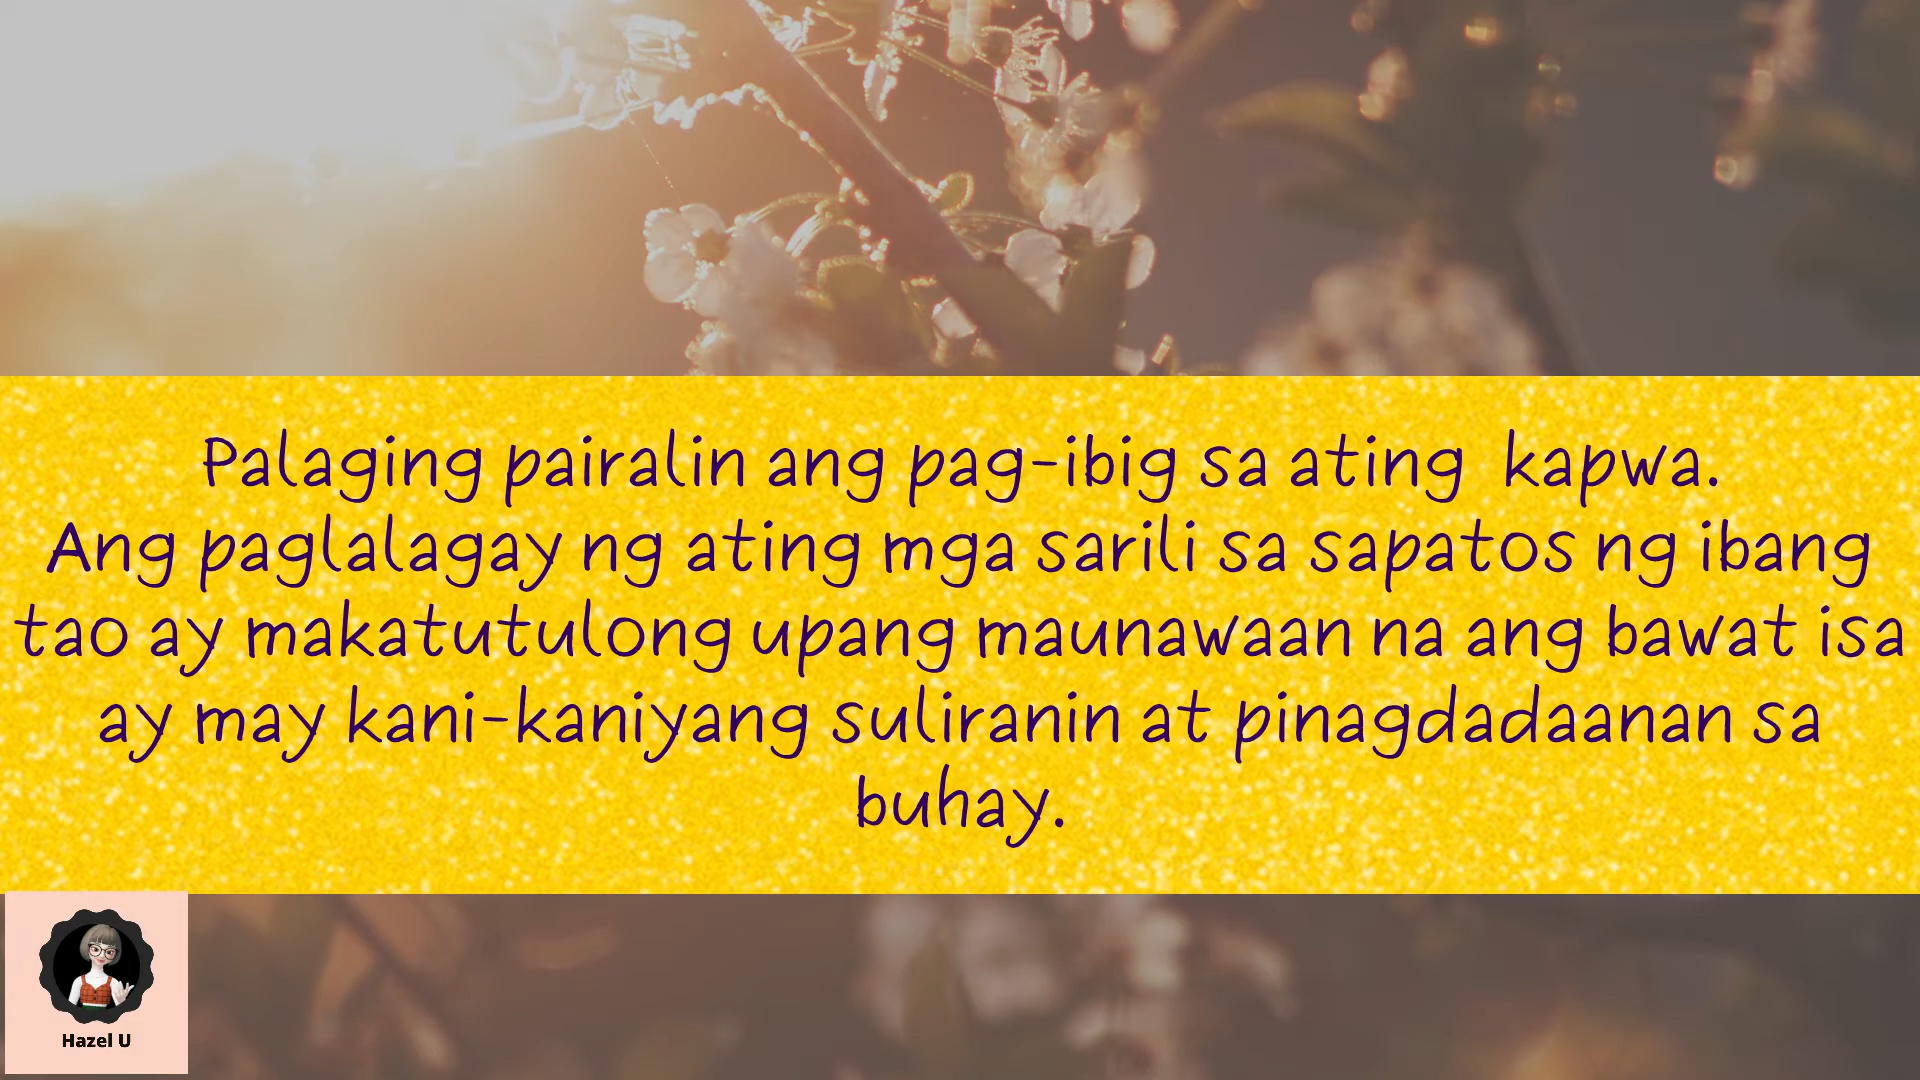 Palaging pairalin ang pag-ibig sa ating kapwa.
Ang paglalagay ng ating mga sarili sa sapatos ng ibang
tao ay makatutulong upang maunawaan na ang bawat isa
ay may kani-kaniyang suliranin at pinagdadaanan sa
buhay.
Hazel U